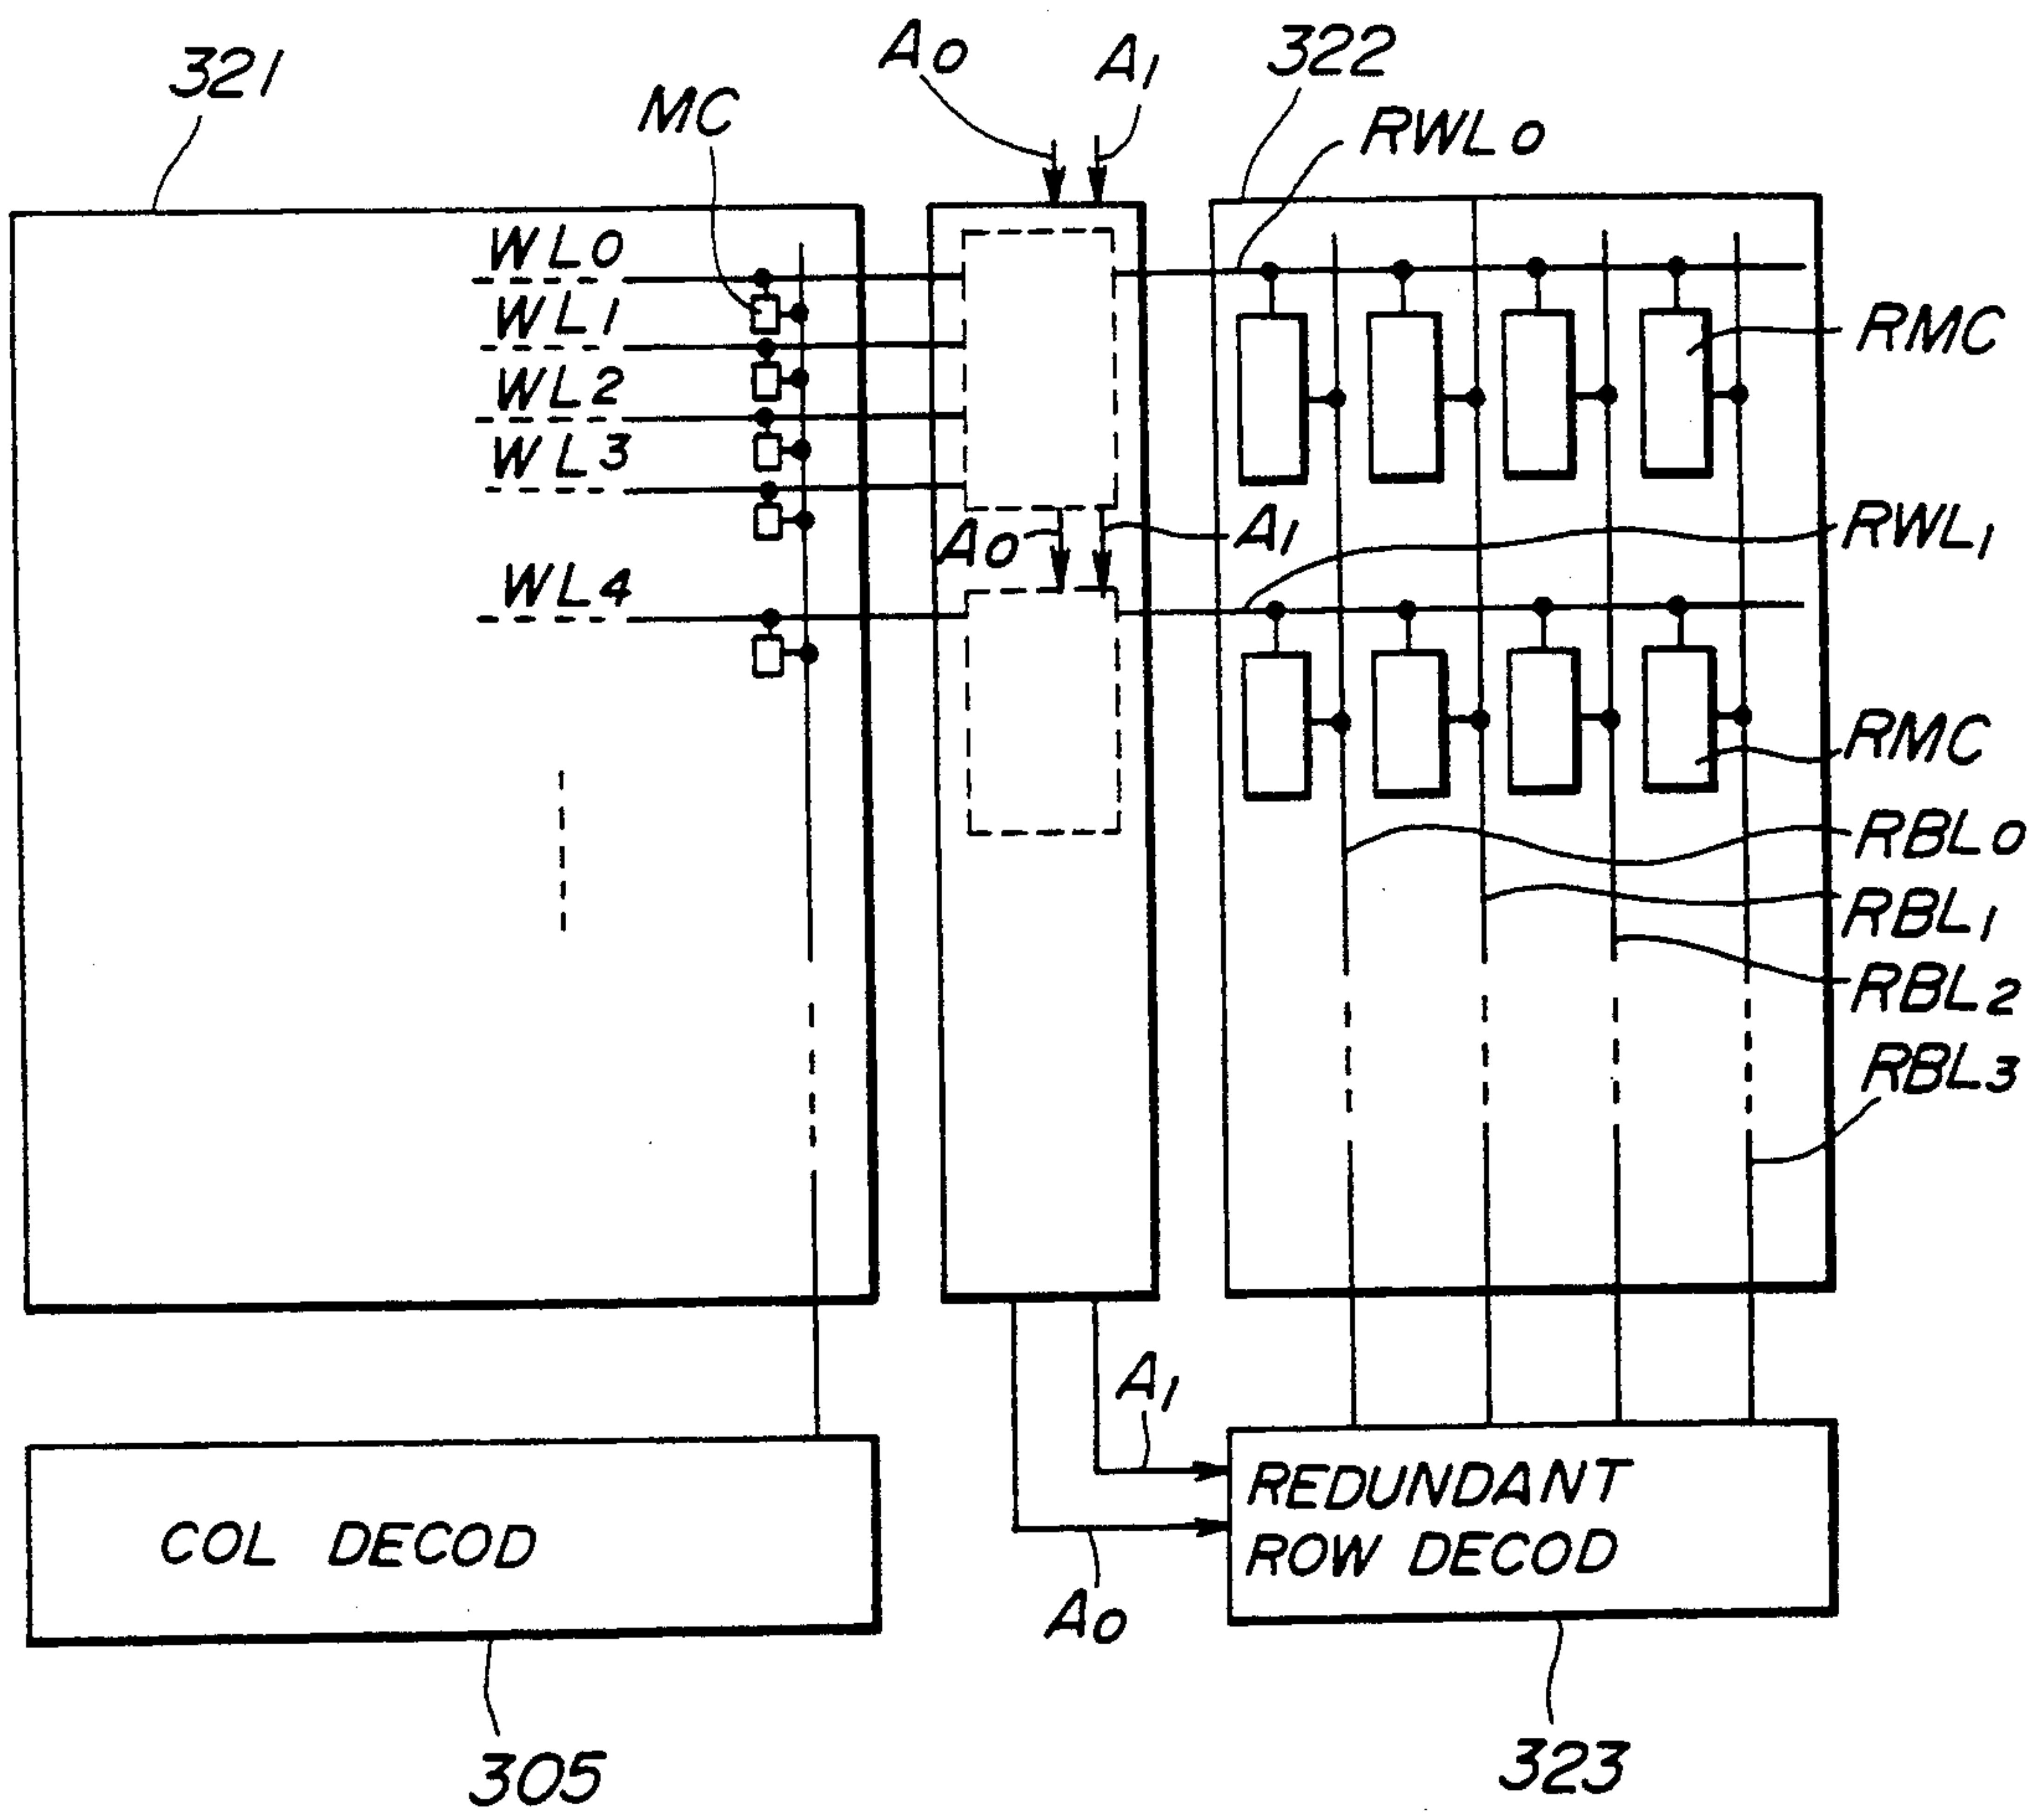 321
MC
A0
A1
322
RWL0
WL0
WL1
WL2
WL3
WL4
A0
A1
RMC
RWL1
RMC
RBL0
RBL1
RBL2
RBL3
A1
A0
COL DECOD
REDUNDANT
ROW DECOD
305
323